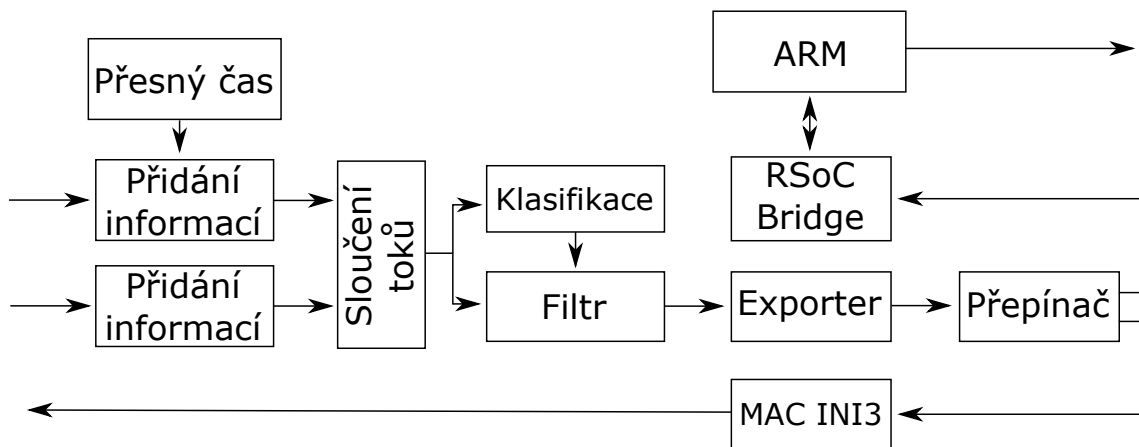 ARM
Přesný čas
Přidání
informací
Sloučení
toků
Klasifikace
RSoC
Bridge
Přidání
informací
Filtr
Exporter
Přepínač
MAC INI3